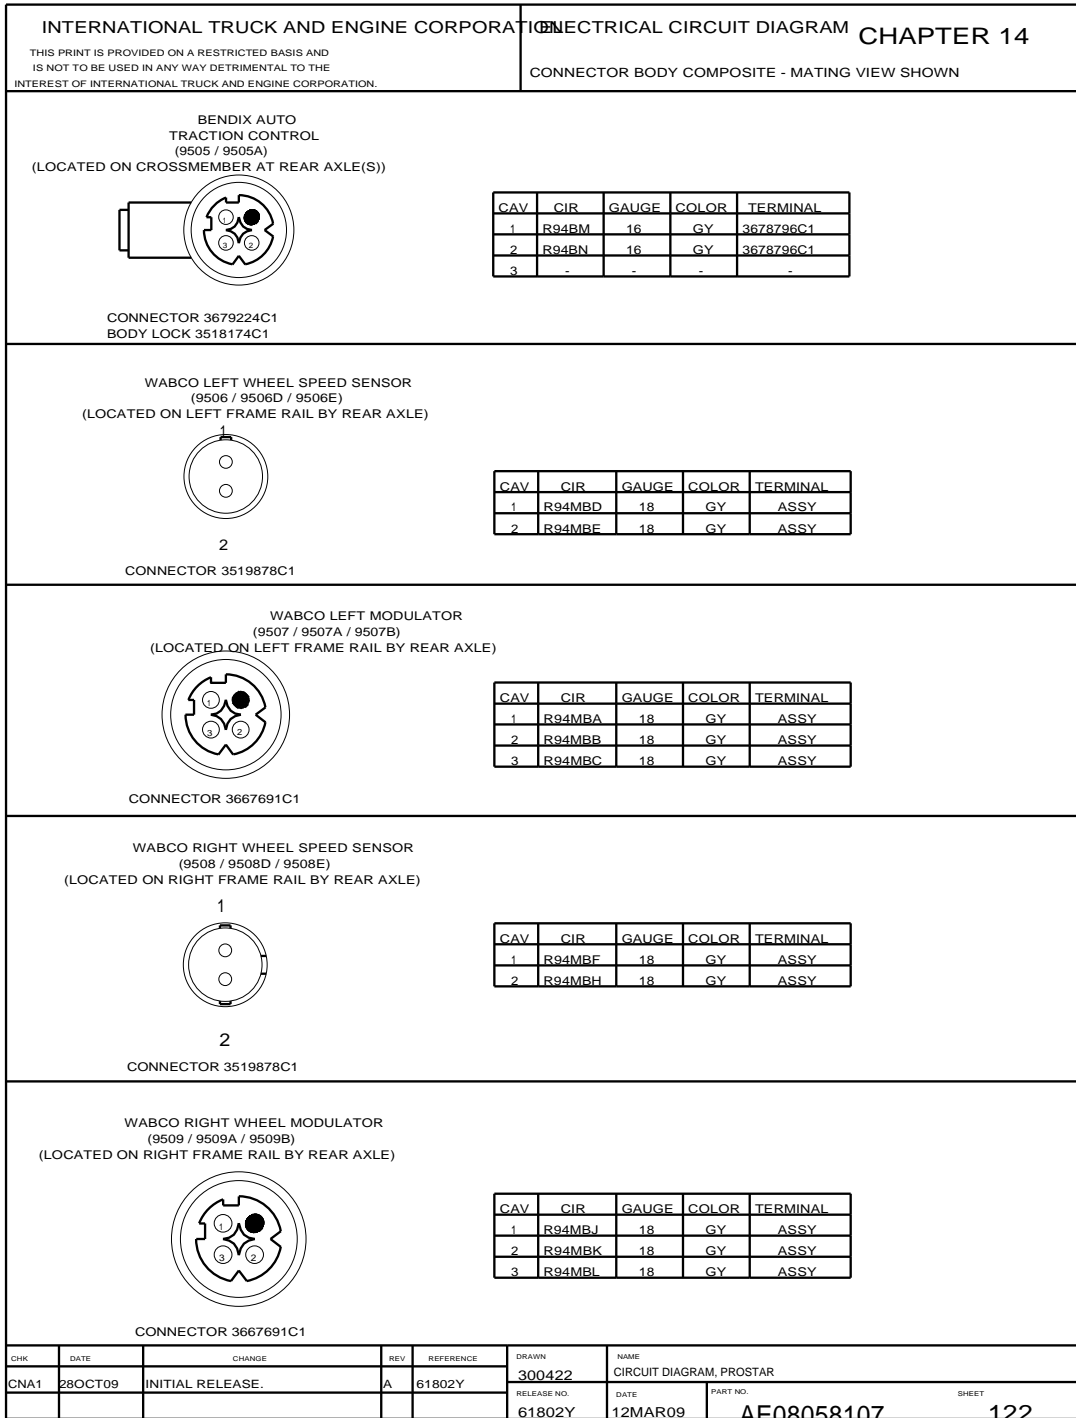 INTERNATIONAL TRUCK AND ENGINE CORPORATION
ELECTRICAL CIRCUIT DIAGRAM CHAPTER 14
THIS PRINT IS PROVIDED ON A RESTRICTED BASIS AND
IS NOT TO BE USED IN ANY WAY DETRIMENTAL TO THE
INTEREST OF INTERNATIONAL TRUCK AND ENGINE CORPORATION.
CONNECTOR BODY COMPOSITE - MATING VIEW SHOWN
BENDIX AUTO
TRACTION CONTROL
(9505 / 9505A)
(LOCATED ON CROSSMEMBER AT REAR AXLE(S))
1
3 2
CONNECTOR 3679224C1
BODY LOCK 3518174C1
CAV CIR GAUGE COLOR TERMINAL
1 R94BM 16 GY 3678796C1
2 R94BN 16 GY 3678796C1
3 - - - -
WABCO LEFT WHEEL SPEED SENSOR
(9506 / 9506D / 9506E)
(LOCATED ON LEFT FRAME RAIL BY REAR AXLE)
1
2
CONNECTOR 3519878C1
CAV CIR GAUGE COLOR TERMINAL
1 R94MBD 18 GY ASSY
2 R94MBE 18 GY ASSY
WABCO LEFT MODULATOR
(9507 / 9507A / 9507B)
(LOCATED ON LEFT FRAME RAIL BY REAR AXLE)
1
3 2
CONNECTOR 3667691C1
CAV CIR GAUGE COLOR TERMINAL
1 R94MBA 18 GY ASSY
2 R94MBB 18 GY ASSY
3 R94MBC 18 GY ASSY
WABCO RIGHT WHEEL SPEED SENSOR
(9508 / 9508D / 9508E)
(LOCATED ON RIGHT FRAME RAIL BY REAR AXLE)
1
2
CONNECTOR 3519878C1
CAV CIR GAUGE COLOR TERMINAL
1 R94MBF 18 GY ASSY
2 R94MBH 18 GY ASSY
WABCO RIGHT WHEEL MODULATOR
(9509 / 9509A / 9509B)
(LOCATED ON RIGHT FRAME RAIL BY REAR AXLE)
1
3 2
CONNECTOR 3667691C1
CAV CIR GAUGE COLOR TERMINAL
1 R94MBJ 18 GY ASSY
2 R94MBK 18 GY ASSY
3 R94MBL 18 GY ASSY
CHK DATE CHANGE REV REFERENCE
CNA1 28OCT09 INITIAL RELEASE. A 61802Y
DRAWN
300422
NAME
CIRCUIT DIAGRAM, PROSTAR
RELEASE NO.
61802Y
DATE
12MAR09
PART NO.
AE08058107
SHEET
122